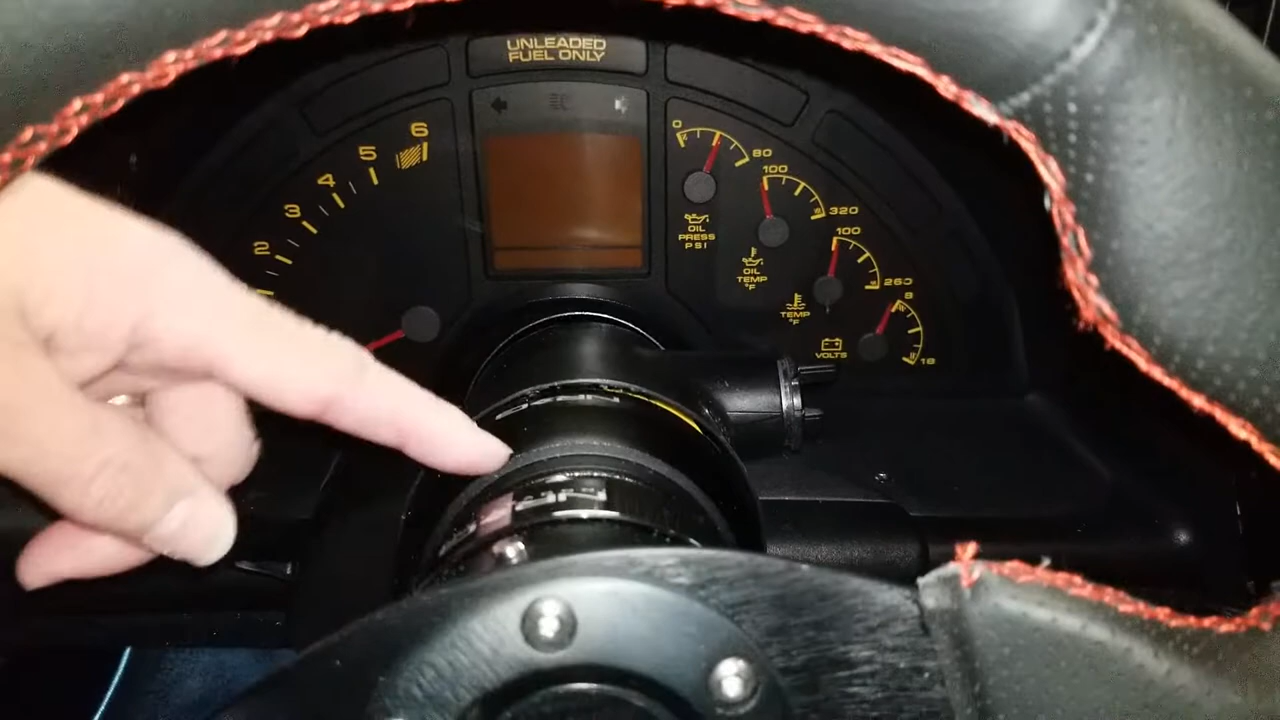 UNLEADED
FUEL ONLY
6
5
4
3
2
0
80
OIL
PRESS
PSI
100
320
OIL
TEMP
°F
100
260
TEMP
°F
8
18
VOLTS